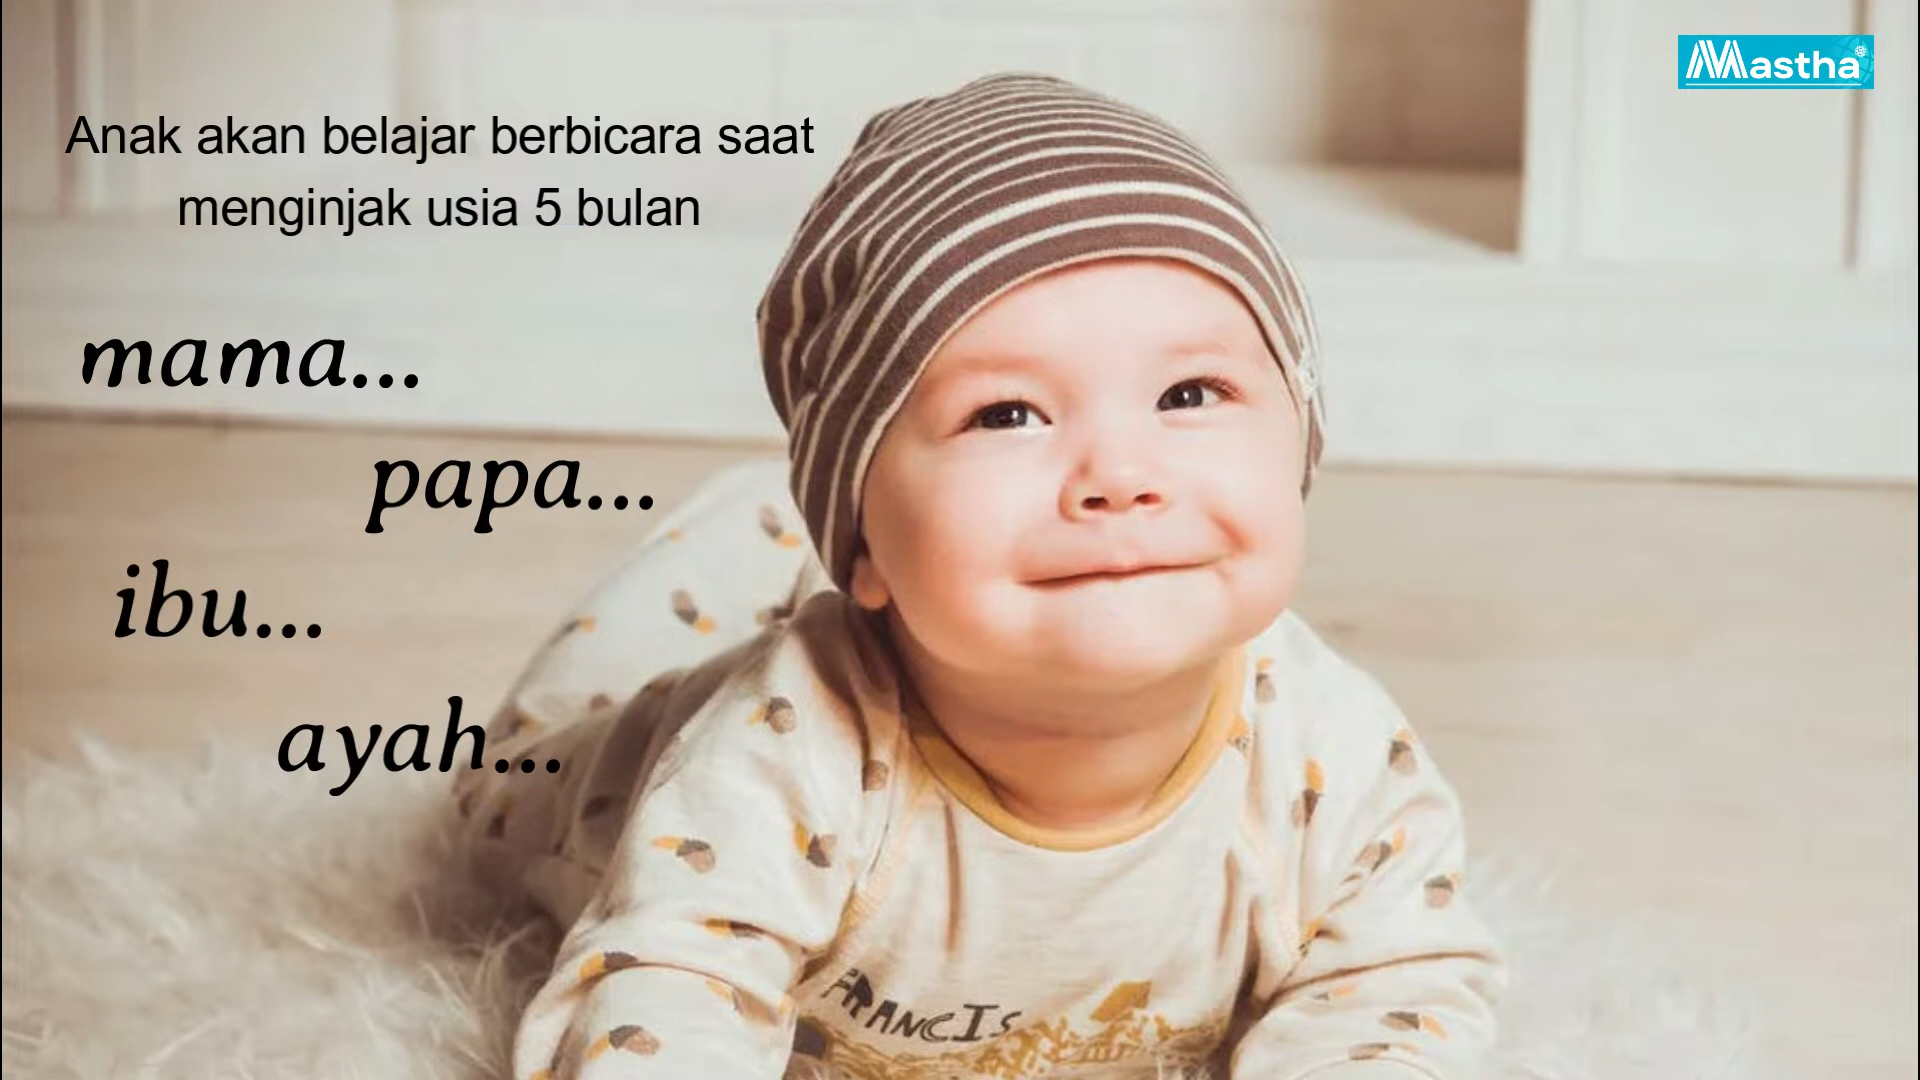 Mastha
Anak akan belajar berbicara saat
menginjak usia 5 bulan
mama...
papa...
ibu...
ayah...
FRANCIS